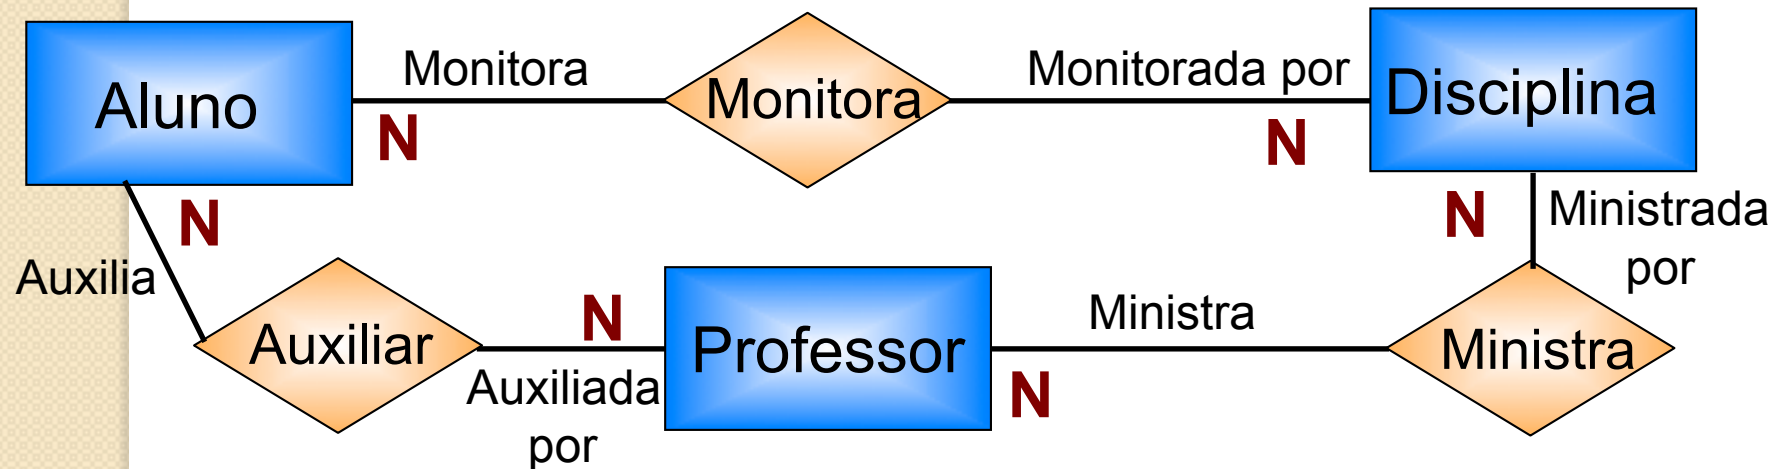 Monitora
Monitorada por
Aluno
Monitora
Disciplina
N
N
N
N
Ministrada
por
Auxilia
N
Ministra
Auxiliar
Professor
Ministra
Auxiliada
por
N